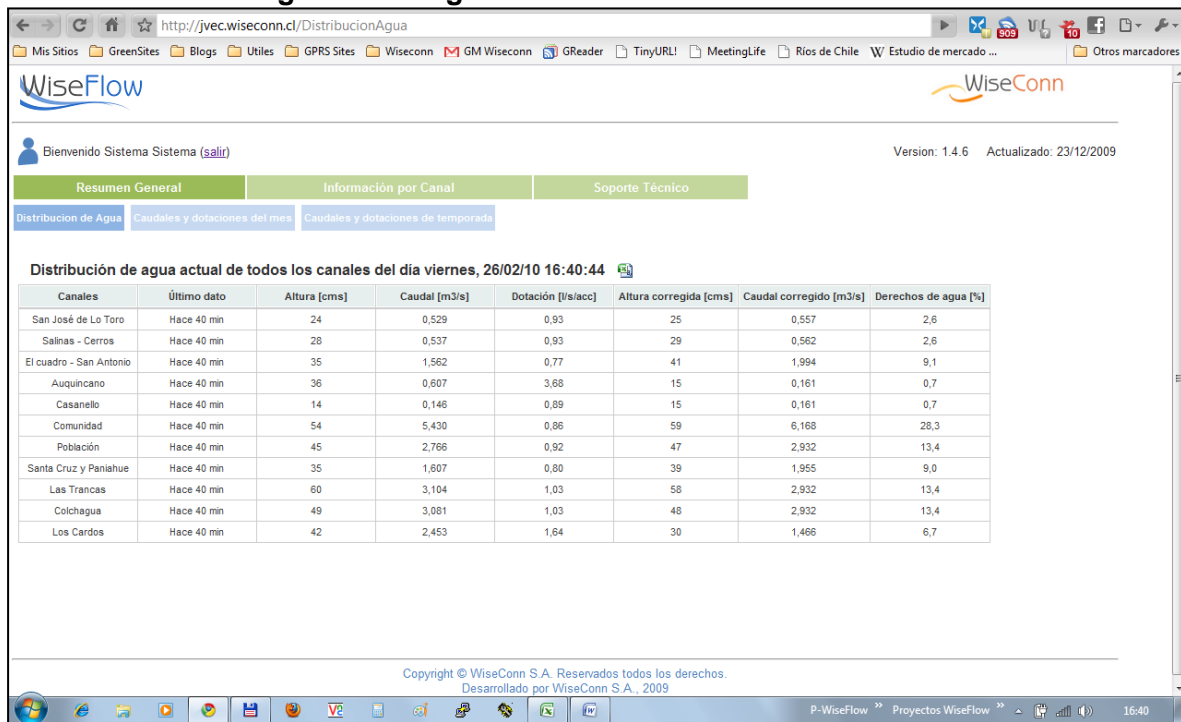 http://jvec.wiseconn.cl/DistribucionAgua
Mis Sitios GreenSites Blogs Utiles GPRS Sites Wiseconn GM Wiseconn GReader TinyURL! MeetingLife Ríos de Chile Estudio de mercado ... Otros marcadores
WiseFlow WiseConn
Bienvenido Sistema Sistema (salir) Version: 1.4.6 Actualizado: 23/12/2009
Resumen General Información por Canal Soporte Técnico
Distribucion de Agua Caudales y dotaciones del mes Caudales y dotaciones de temporada
Distribución de agua actual de todos los canales del día viernes, 26/02/10 16:40:44
Canales Último dato Altura [cms] Caudal [m3/s] Dotación [l/s/acc] Altura corregida [cms] Caudal corregido [m3/s] Derechos de agua [%]
San José de Lo Toro Hace 40 min 24 0,529 0,93 25 0,557 2,6
Salinas - Cerros Hace 40 min 28 0,537 0,93 29 0,562 2,6
El cuadro - San Antonio Hace 40 min 35 1,562 0,77 41 1,994 9,1
Auquincano Hace 40 min 36 0,607 3,68 15 0,161 0,7
Casanello Hace 40 min 14 0,146 0,89 15 0,161 0,7
Comunidad Hace 40 min 54 5,430 0,86 59 6,168 28,3
Población Hace 40 min 45 2,766 0,92 47 2,932 13,4
Santa Cruz y Paniahue Hace 40 min 35 1,607 0,80 39 1,955 9,0
Las Trancas Hace 40 min 60 3,104 1,03 58 2,932 13,4
Colchagua Hace 40 min 49 3,081 1,03 48 2,932 13,4
Los Cardos Hace 40 min 42 2,453 1,64 30 1,466 6,7
Copyright © WiseConn S.A. Reservados todos los derechos.
Desarrollado por WiseConn S.A., 2009
P-WiseFlow Proyectos WiseFlow 16:40